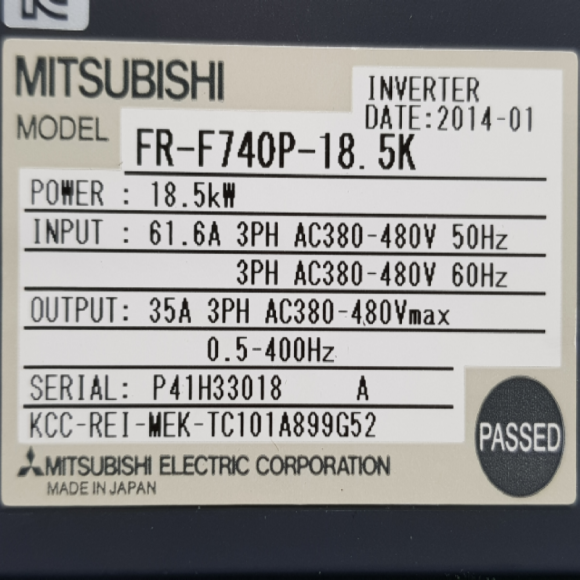 MITSUBISHI
INVERTER
DATE:2014-01
MODEL FR-F740P-18.5K
POWER : 18.5kW
INPUT : 61.6A 3PH AC380-480V 50Hz
3PH AC380-480V 60Hz
OUTPUT: 35A 3PH AC380-480Vmax
0.5-400Hz
SERIAL: P41H33018 A
KCC-REI-MEK-TC101A899G52
PASSED
MITSUBISHI ELECTRIC CORPORATION
MADE IN JAPAN